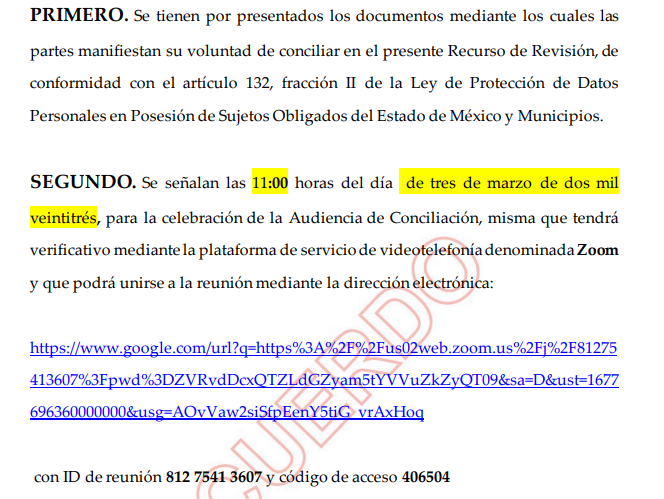 PRIMERO. Se tienen por presentados los documentos mediante los cuales las
partes manifiestan su voluntad de conciliar en el presente Recurso de Revisión, de
conformidad con el artículo 132, fracción II de la Ley de Protección de Datos
Personales en Posesión de Sujetos Obligados del Estado de México y Municipios.
SEGUNDO. Se señalan las 11:00 horas del día de tres de marzo de dos mil
veintitrés, para la celebración de la Audiencia de Conciliación, misma que tendrá
verificativo mediante la plataforma de servicio de videotelefonía denominada Zoom
y que podrá unirse a la reunión mediante la dirección electrónica:
https://www.google.com/url?q=https%3A%2F%2Fus02web.zoom.us%2Fj%2F81275
413607%3Fpwd%3DZVRvdDcxQTZLdGZyam5tYVVuZkZyQT09&sa=D&ust=1677
696360000000&usg=AOvVaw2siSfpEenY5tiG_vrAxHoq
con ID de reunión 812 7541 3607 y código de acceso 406504
CUERDO